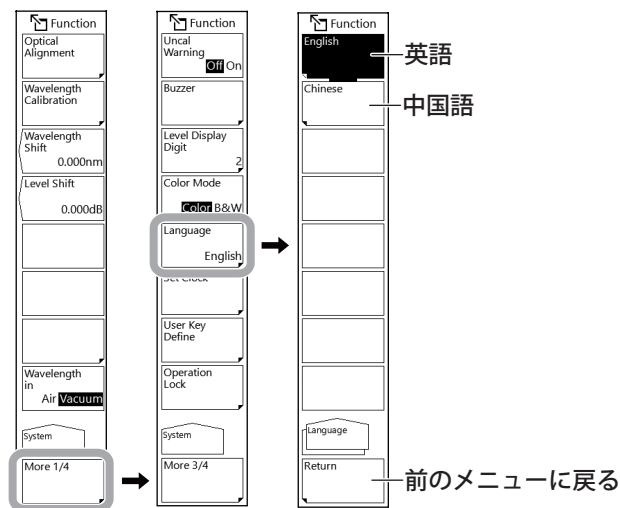 Function
Optical
Alignment
Wavelength
Calibration
Wavelength
Shift
0.000nm
Level Shift
0.000dB
Wavelength
in
Air Vacuum
System
More 1/4
Function
Uncal
Warning
Off On
Buzzer
Level Display
Digit
2
Color Mode
Color B&W
Language
English
Set Clock
User Key
Define
Operation
Lock
System
More 3/4
Function
English
英語
Chinese
中国語
Language
Return
前のメニューに戻る